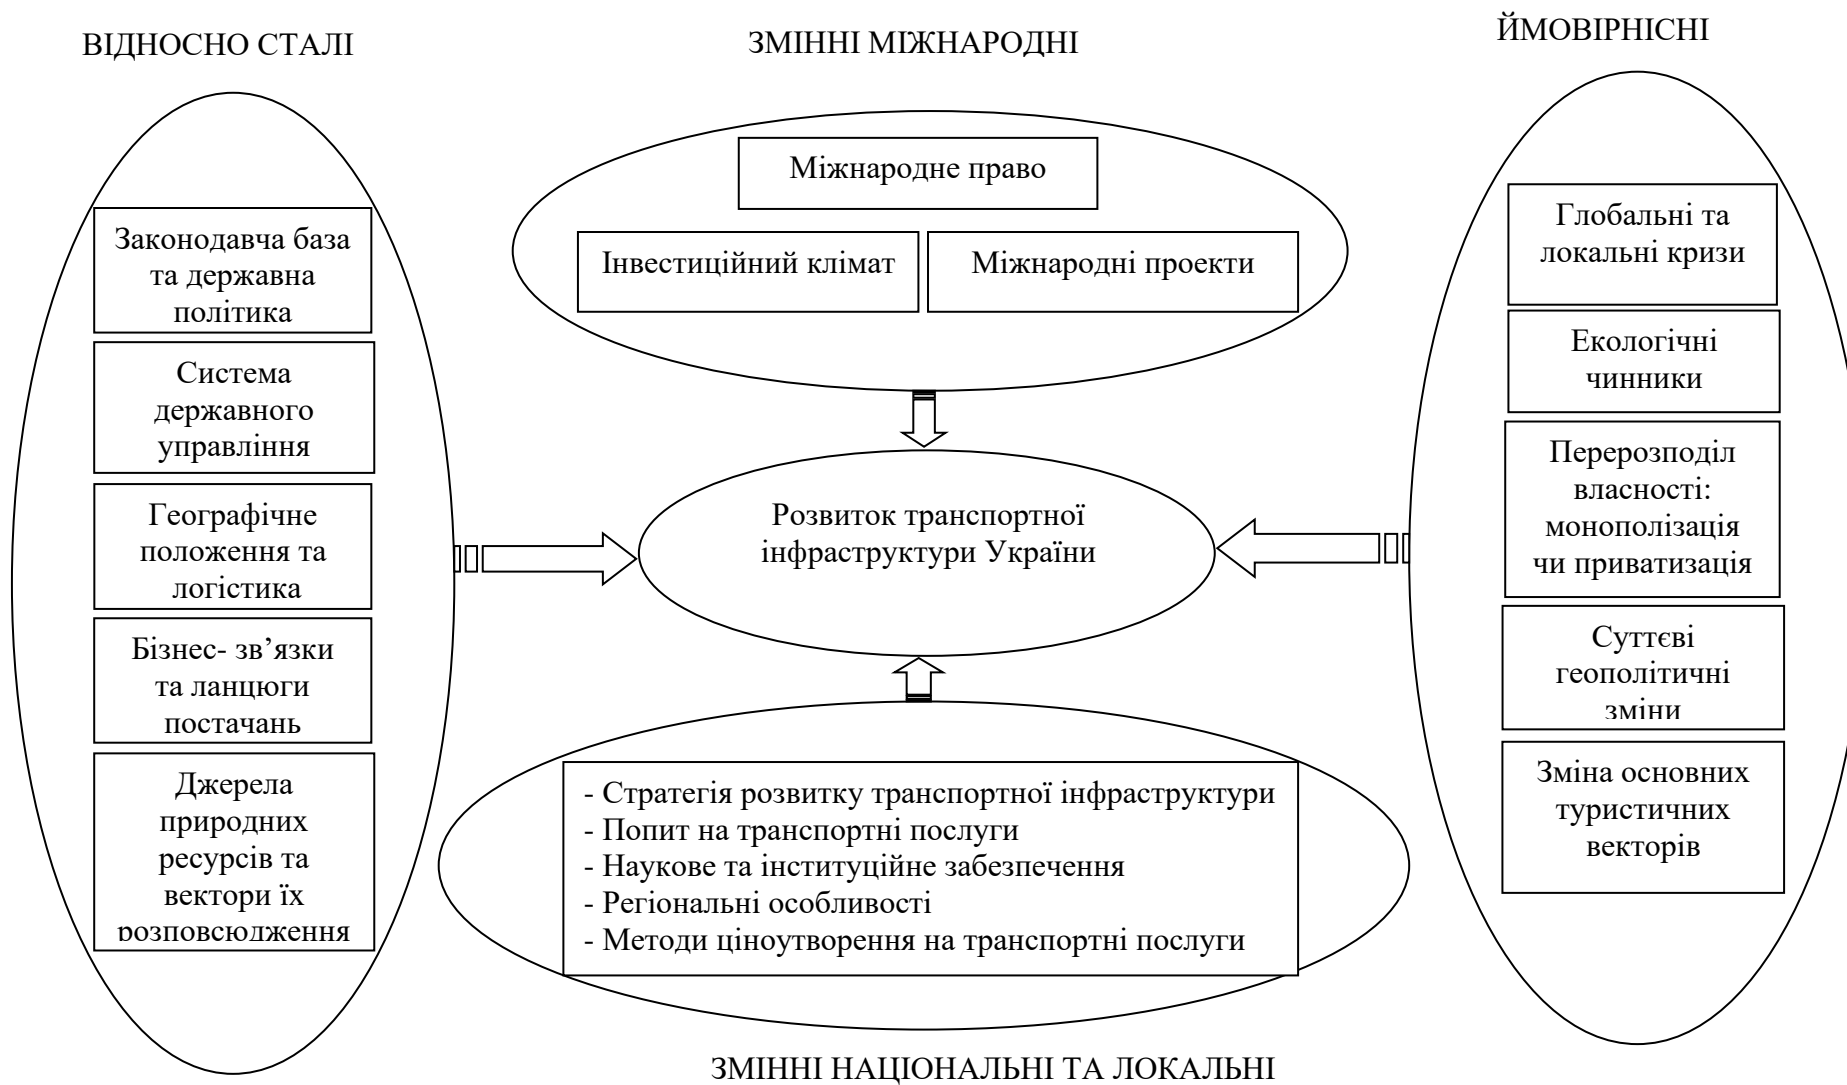 ВІДНОСНО СТАЛІ
ЗМІННІ МІЖНАРОДНІ
ЙМОВІРНІСНІ
Законодавча база
та державна
політика
Система
державного
управління
Географічне
положення та
логістика
Бізнес- зв’язки
та ланцюги
постачань
Джерела
природних
ресурсів та
вектори їх
розповсюдження
Міжнародне право
Інвестиційний клімат
Міжнародні проекти
Розвиток транспортної
інфраструктури України
- Стратегія розвитку транспортної інфраструктури
- Попит на транспортні послуги
- Наукове та інституційне забезпечення
- Регіональні особливості
- Методи ціноутворення на транспортні послуги
ЗМІННІ НАЦІОНАЛЬНІ ТА ЛОКАЛЬНІ
Глобальні та
локальні кризи
Екологічні
чинники
Перерозподіл
власності:
монополізація
чи приватизація
Суттєві
геополітичні
зміни
Зміна основних
туристичних
векторів